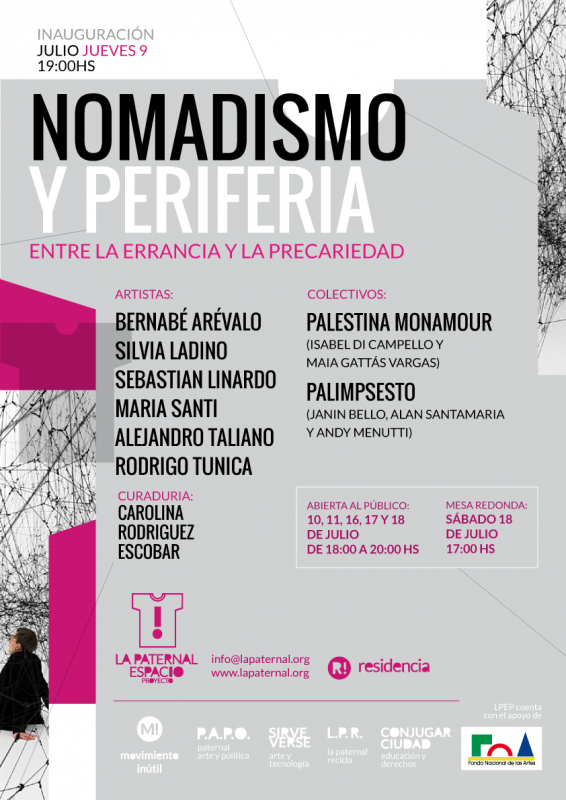 INAUGURACIÓN
JULIO JUEVES 9
19:00HS
NOMADISMO
Y PERIFERIA
ENTRE LA ERRANCIA Y LA PRECARIEDAD
ARTISTAS:
BERNABÉ ARÉVALO
SILVIA LADINO
SEBASTIAN LINARDO
MARIA SANTI
ALEJANDRO TALIANO
RODRIGO TUNICA
COLECTIVOS:
PALESTINA MONAMOUR
(ISABEL DI CAMPELLO Y
MAIA GATTÁS VARGAS)
PALIMPSESTO
(JANIN BELLO, ALAN SANTAMARIA
Y ANDY MENUTTI)
CURADURIA:
CAROLINA
RODRIGUEZ
ESCOBAR
ABIERTA AL PÚBLICO:
10, 11, 16, 17 Y 18
DE JULIO
DE 18:00 A 20:00 HS
MESA REDONDA:
SÁBADO 18
DE JULIO
17:00 HS
LA PATERNAL
ESPACIO
PROYECTO
info@lapaternal.org
www.lapaternal.org
R! residencia
LPEP cuenta
con el apoyo de
M!
movimiento
inútil
P.A.P.O.
paternal
arte y política
SIRVE
VERSE
arte y
tecnología
L.P.R.
la paternal
recicla
CONJUGAR
CIUDAD
educación y
derechos
Fondo Nacional de las Artes